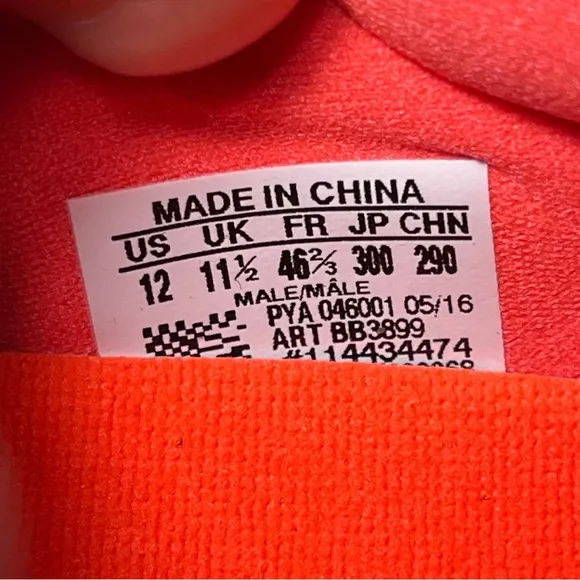 MADE IN CHINA
US UK FR JP CHN
12 11½ 46⅔ 300 290
MALE/MÂLE
PYA 046001 05/16
ART BB3899
#114434474